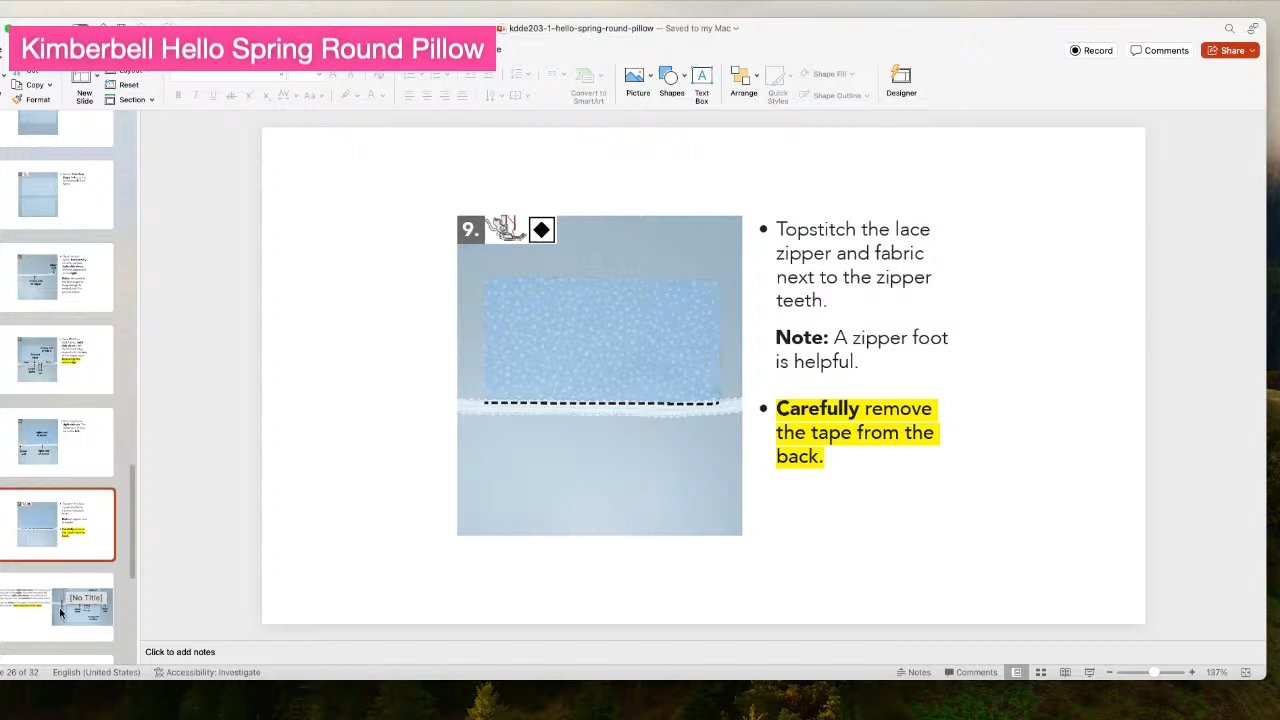 Kimberbell Hello Spring Round Pillow
kdde203-1–hello-spring-round-pillow — Saved to my Mac
Record
Comments
Share
Copy
Format
New
Slide
Layout
Reset
Section
Convert to
SmartArt
Picture
Shapes
Text
Box
Arrange
Quick
Styles
Shape Fill
Shape Outline
Designer
9.
Topstitch the lace
zipper and fabric
next to the zipper
teeth.
Note: A zipper foot
is helpful.
Carefully remove
the tape from the
back.
[No Title]
Click to add notes
e 26 of 32
English (United States)
Accessibility: Investigate
Notes
Comments
137%